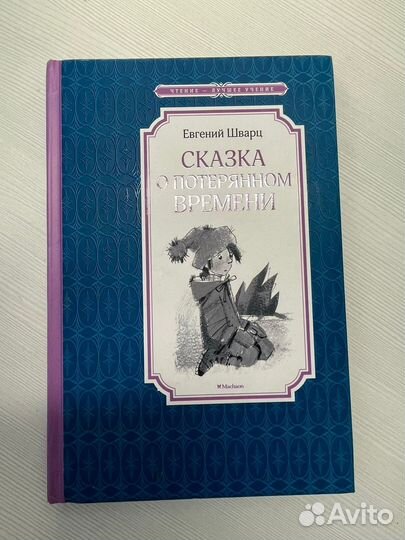 ЧТЕНИЕ – ЛУЧШЕЕ УЧЕНИЕ
Евгений Шварц
СКАЗКА
О ПОТЕРЯННОМ
ВРЕМЕНИ
Machaon
Avito